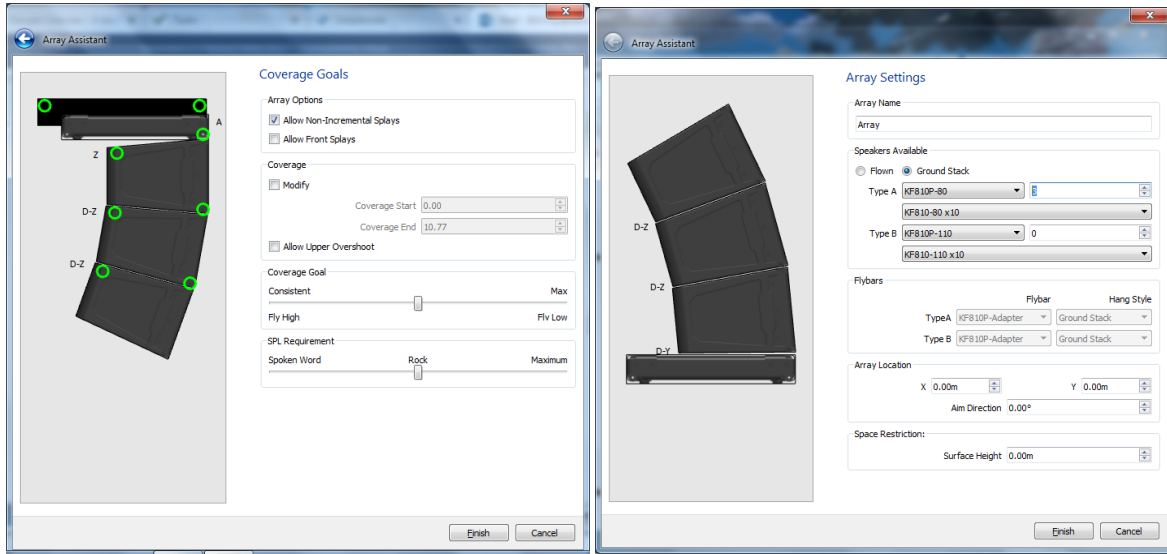 Array Assistant
Coverage Goals
Array Options
Allow Non-Incremental Splays
Allow Front Splays
Coverage
Modify
Coverage Start 0.00
Coverage End 10.77
Allow Upper Overshoot
Coverage Goal
Consistent Max
Fly High Fly Low
SPL Requirement
Spoken Word Rock Maximum
A
Z
D-Z
D-Z
Finish Cancel
Array Assistant
Array Settings
Array Name
Array
Speakers Available
Flown Ground Stack
Type A KF810P-80 3
KF810-80 x10
Type B KF810P-110 0
KF810-110 x10
Flybars
Flybar Hang Style
TypeA KF810P-Adapter Ground Stack
Type B KF810P-Adapter Ground Stack
Array Location
X 0.00m Y 0.00m
Aim Direction 0.00°
Space Restriction:
Surface Height 0.00m
D-Z
D-Z
D-Y
Finish Cancel